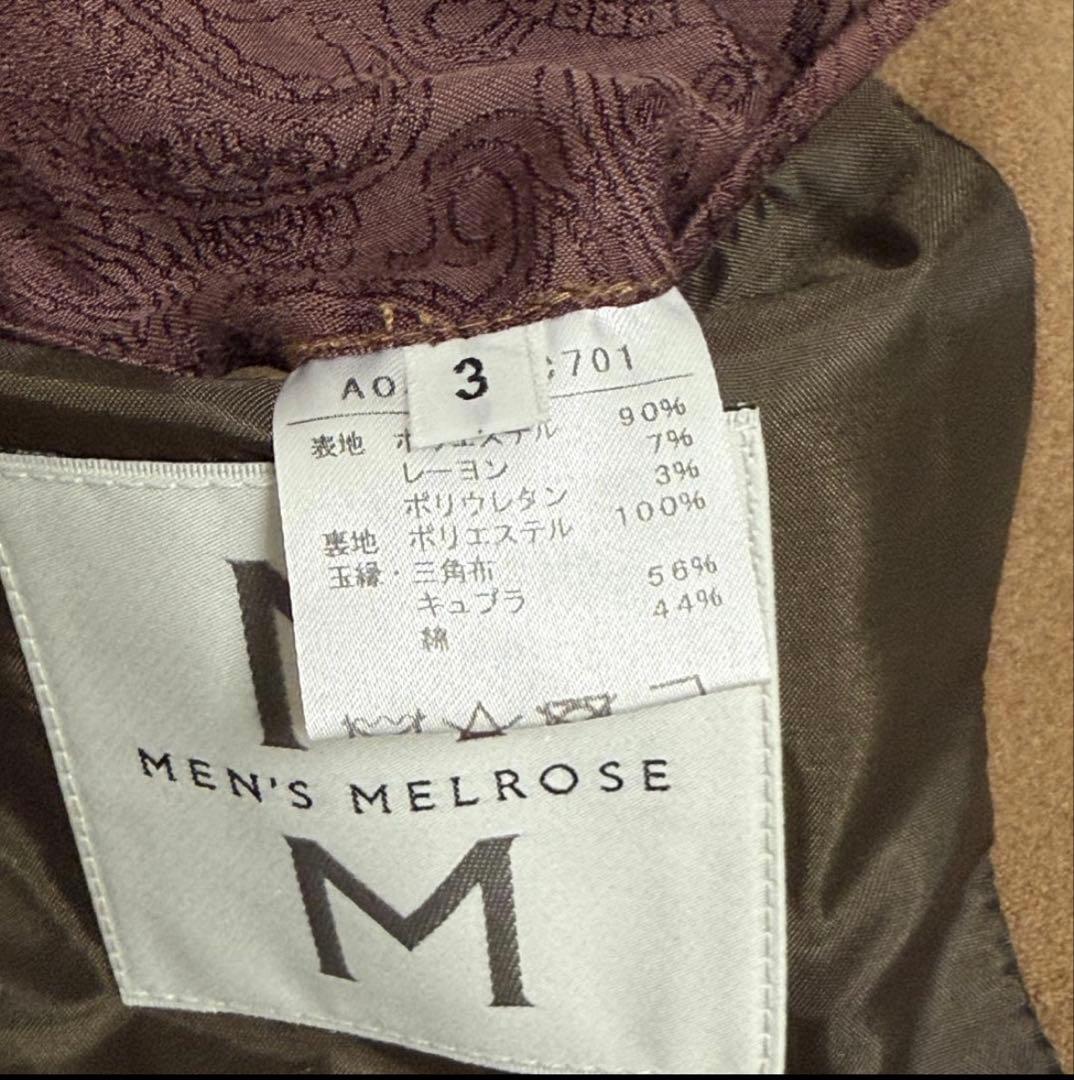 3
AO
701
表地 ポリエステル 90%
レーヨン 7%
ポリウレタン 3%
裏地 ポリエステル 100%
玉縁・三角布
キュプラ 56%
綿 44%
MEN'S MELROSE
M